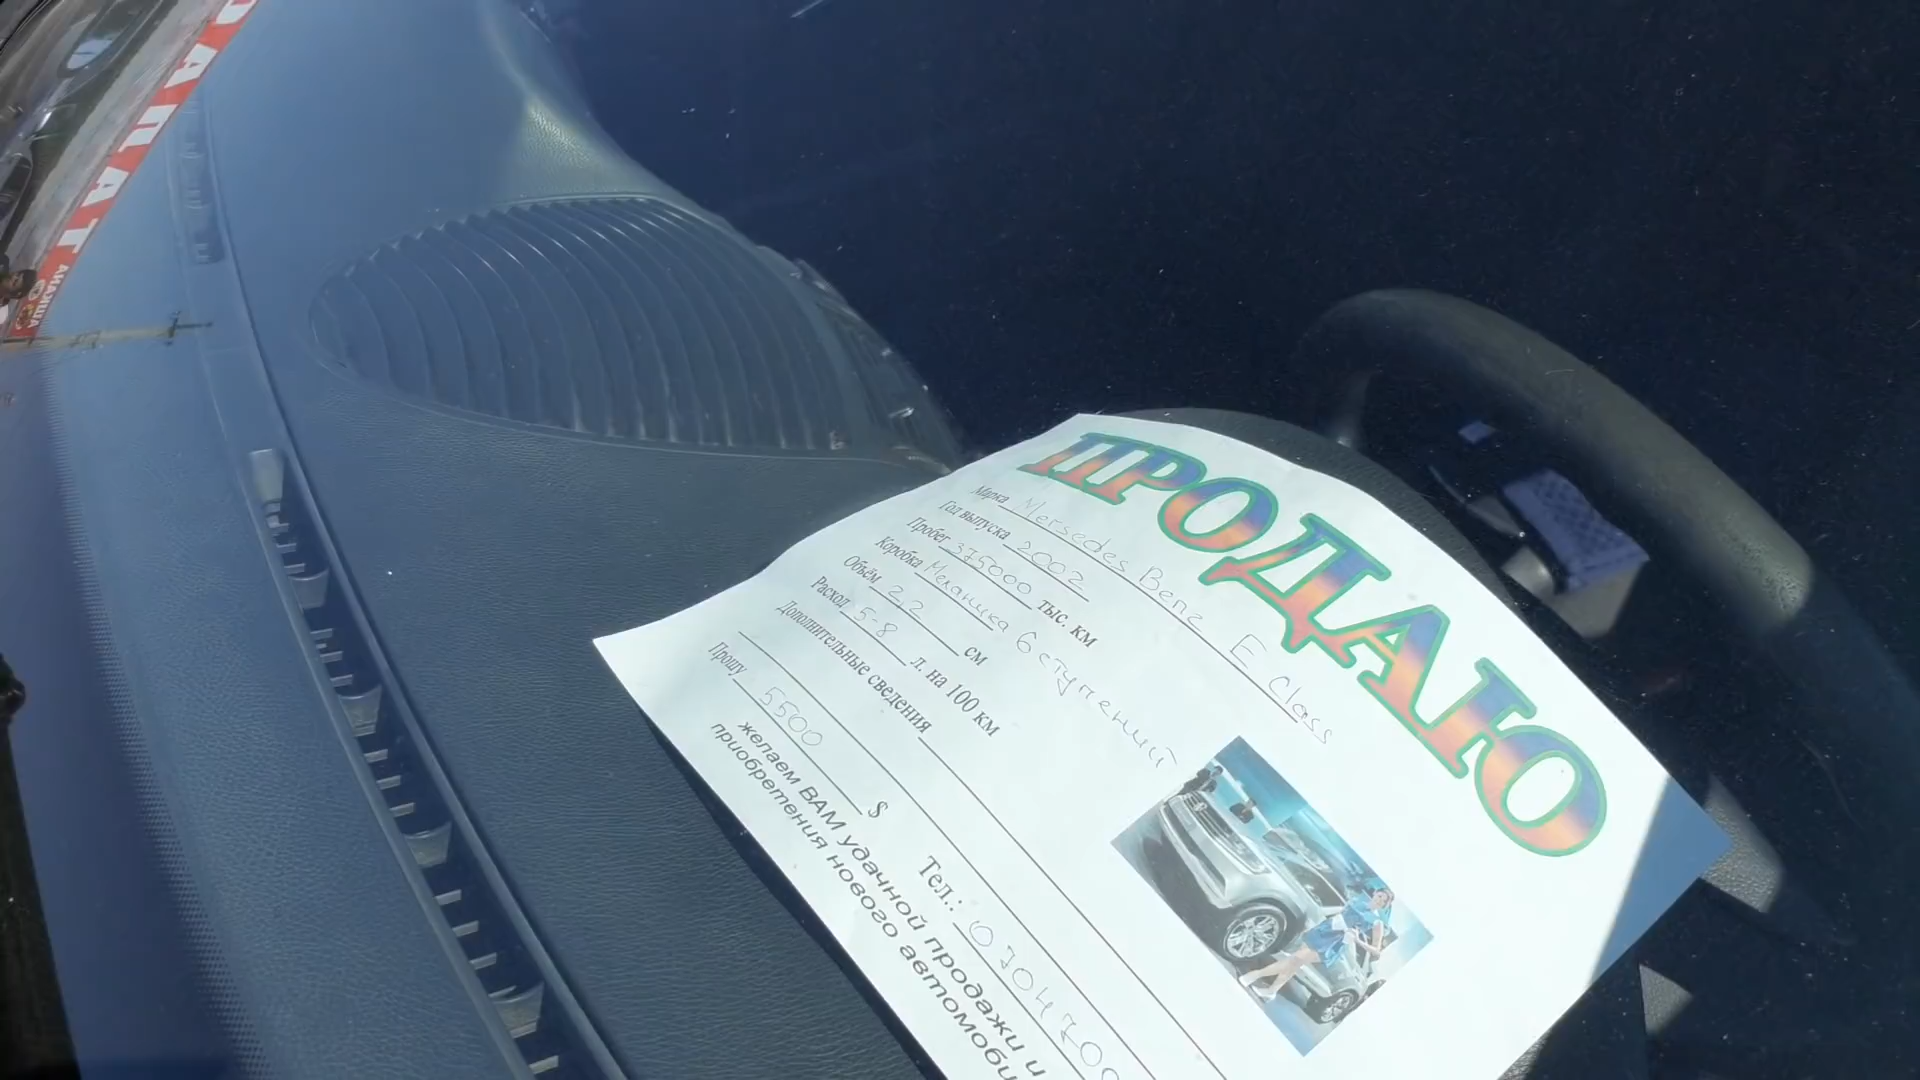 ПРОДАЮ
Марка Mersedes Benz E Class
Год выпуска 2002
Пробег 375000 тыс. км
Коробка Механика 6 ступений
Объём 2,2 см
Расход 5-8 л. на 100 км
Дополнительные сведения
Прошу 5500 $
Тел.: 0704700
желаем ВАМ удачной продажи и
приобретения нового автомоби